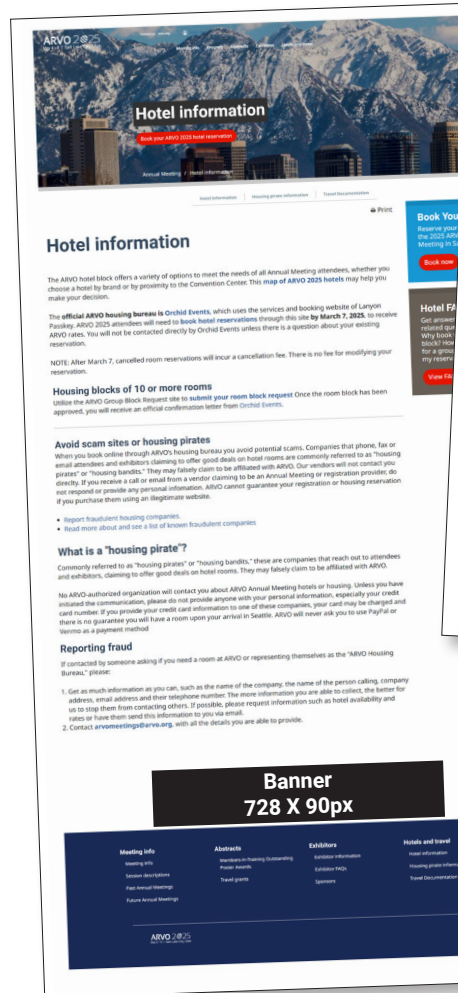 ARVO 2025
Hotel information
Book your ARVO 2025 hotel reservation
Annual Meeting / Hotel information
Hotel Information | Housing pirate information | Travel Documentation
Print
Hotel information
The ARVO hotel block offers a variety of options to meet the needs of all Annual Meeting attendees, whether you
choose a hotel by brand or by proximity to the Convention Center. This map of ARVO 2025 hotels may help you
make your decision.
The official ARVO housing bureau is Orchid Events, which uses the services and booking website of Lanyon
Passkey. ARVO 2025 attendees will need to book hotel reservations through this site by March 7, 2025, to receive
ARVO rates. You will not be contacted directly by Orchid Events unless there is a question about your existing
reservation.
NOTE: After March 7, cancelled room reservations will incur a cancellation fee. There is no fee for modifying your
reservation.
Housing blocks of 10 or more rooms
Utilize the ARVO Group Block Request site to submit your room block request Once the room block has been
approved, you will receive an official confirmation letter from Orchid Events.
Avoid scam sites or housing pirates
When you book online through ARVO's housing bureau you avoid potential scams. Companies that phone, fax or
email attendees and exhibitors claiming to offer good deals on hotel rooms are commonly referred to as "housing
pirates" or "housing bandits." They may falsely claim to be affiliated with ARVO. Our vendors will not contact you
directly. If you receive a call or email from a vendor claiming to be an Annual Meeting or registration provider, do
not respond or provide any personal infomation. ARVO cannot guarantee your registration or housing reservation
if you purchase them using an illegitimate website.
• Report fraudulent housing companies.
• Read more about and see a list of known fraudulent companies
What is a "housing pirate"?
Commonly referred to as "housing pirates" or "housing bandits," these are companies that reach out to attendees
and exhibitors, claiming to offer good deals on hotel rooms. They may falsely claim to be affiliated with ARVO.
No ARVO-authorized organization will contact you about ARVO Annual Meeting hotels or housing. Unless you have
initiated the communication, please do not provide anyone with your personal information, especially your credit
card number. If you provide your credit card information to one of these companies, your card may be charged and
there is no guarantee you will have a room upon your arrival in Seattle. ARVO will never ask you to use PayPal or
Venmo as a payment method
Reporting fraud
If contacted by someone asking if you need a room at ARVO or representing themselves as the "ARVO Housing
Bureau," please:
1. Get as much information as you can, such as the name of the company, the name of the person calling, company
address, email address and their telephone number. The more information you are able to collect, the better for
us to stop them from contacting others. If possible, please request information such as hotel availability and
rates or have them send this information to you via email.
2. Contact arvomeetings@arvo.org, with all the details you are able to provide.
Book You
Reserve your
the 2025 ARV
Meeting in Sa
Book now
Hotel FA
Get answer
related que
Why book
block? How
for a group
my reserv
View FA
Banner
728 X 90px
Meeting info
Meeting info
Session descriptions
Past Annual Meetings
Future Annual Meetings
Abstracts
Members-in-Training Outstanding
Poster Awards
Travel grants
Exhibitors
Exhibitor Information
Exhibitor FAQs
Sponsors
Hotels and travel
Hotel information
Housing pirate informa
Travel Documentation
ARVO 2025